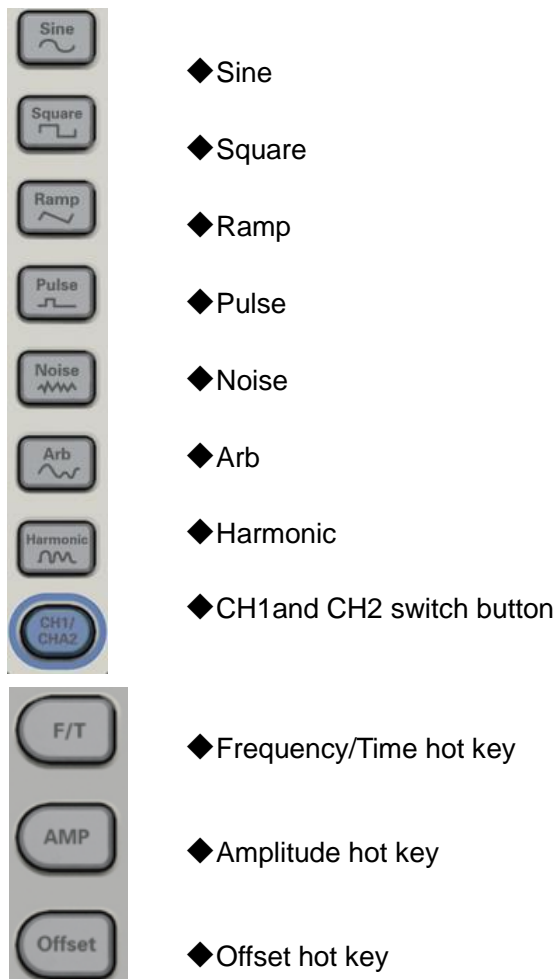 Sine
◆Sine
Square
◆Square
Ramp
◆Ramp
Pulse
◆Pulse
Noise
◆Noise
Arb
◆Arb
Harmonic
◆Harmonic
CH1/
CHA2
◆CH1and CH2 switch button
F/T
◆Frequency/Time hot key
AMP
◆Amplitude hot key
Offset
◆Offset hot key